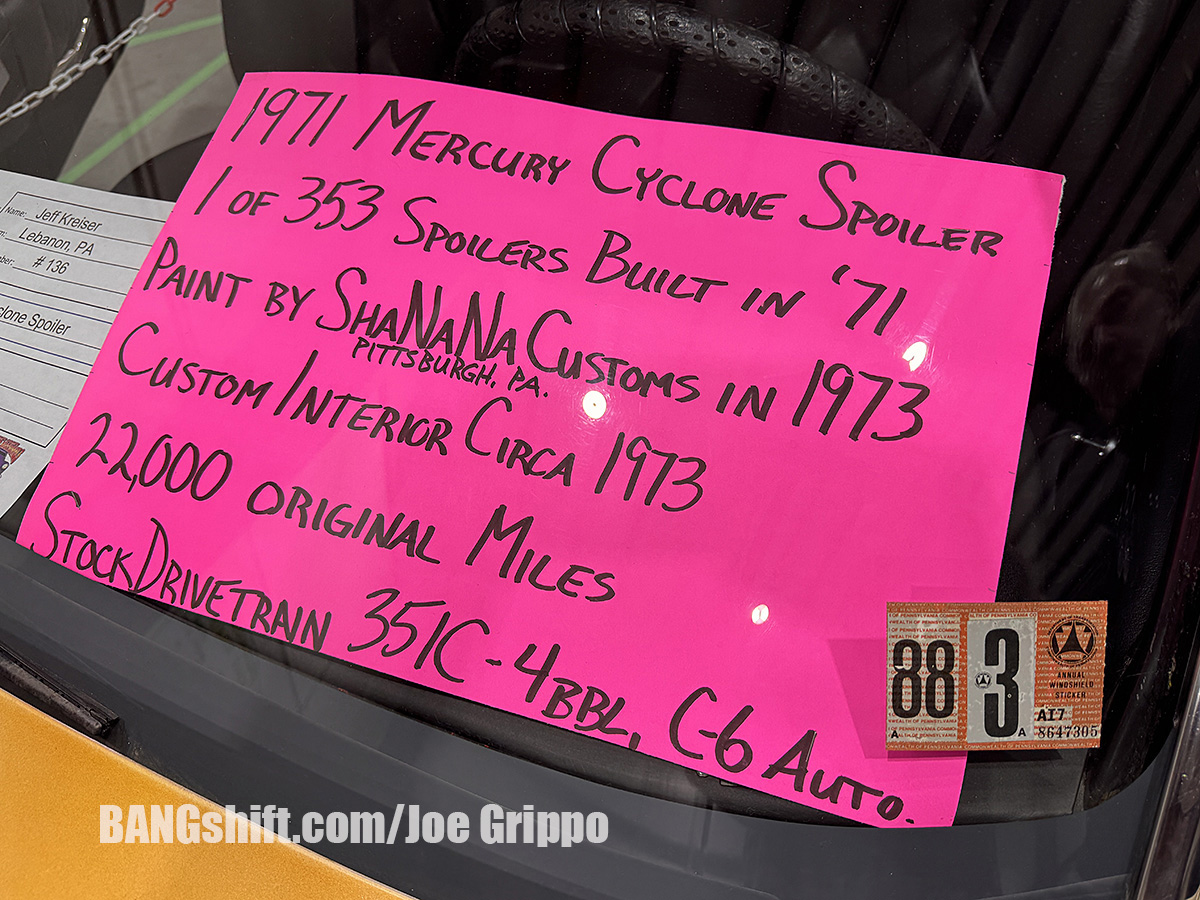 1971 Mercury Cyclone Spoiler
1 of 353 Spoilers Built in '71
Paint by ShaNaNa Customs in 1973
Pittsburgh, PA.
Custom Interior Circa 1973
22,000 original Miles
Stock Drivetrain 351C-4BBL, C-6 Auto.
Name: Jeff Kreiser
Lebanon, PA
# 136
Spoiler
88 3
ANNUAL
WINDSHIELD
STICKER
AI7
A A 8647305
BANGshift.com/Joe Grippo